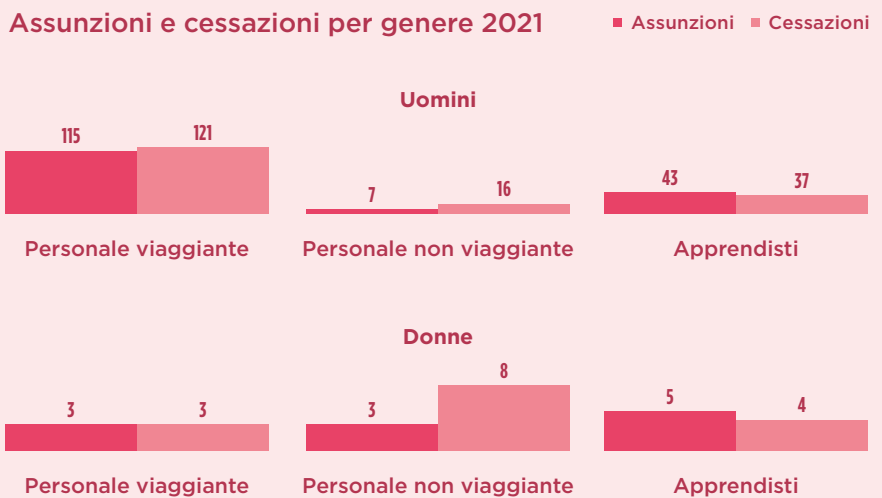 Assunzioni e cessazioni per genere 2021
Assunzioni Cessazioni
Uomini
115 121
7 16
43 37
Personale viaggiante
Personale non viaggiante
Apprendisti
Donne
3 3
3 8
5 4
Personale viaggiante
Personale non viaggiante
Apprendisti